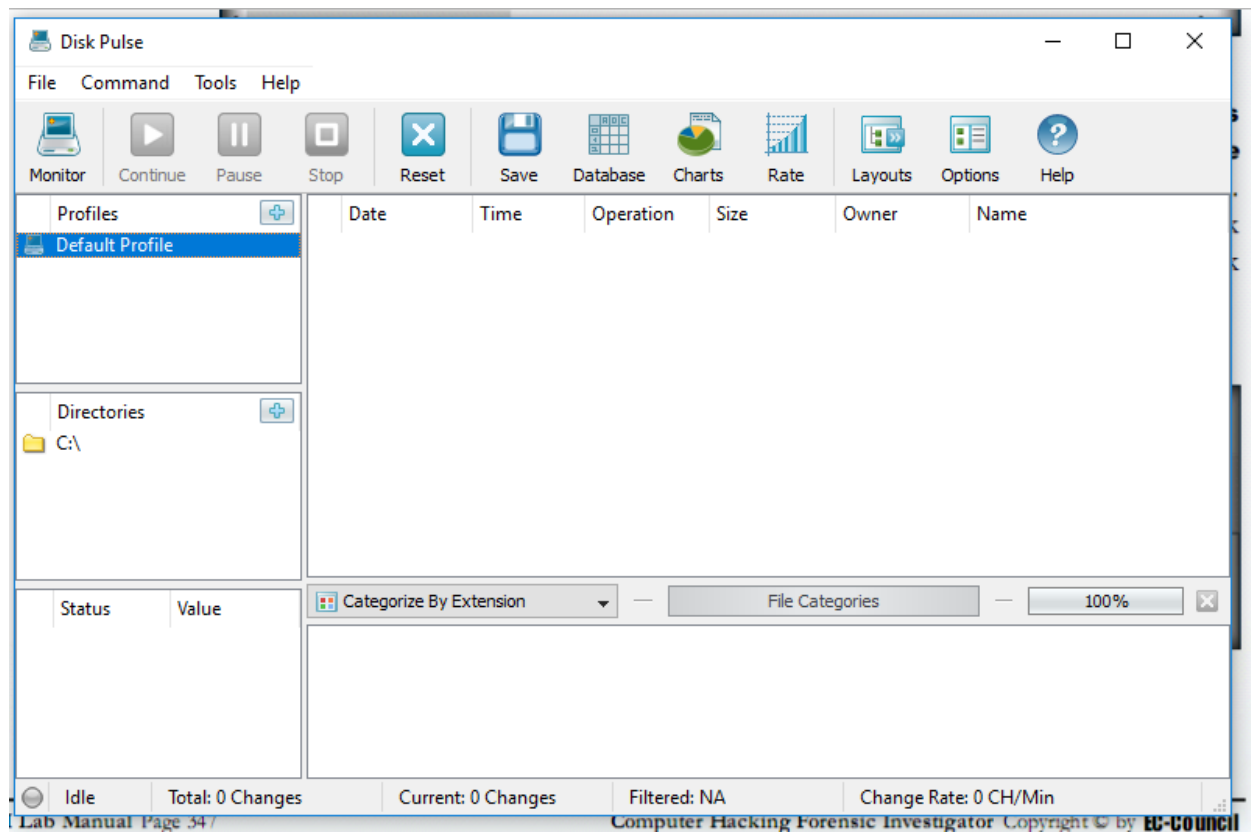 Disk Pulse
File Command Tools Help
Monitor Continue Pause Stop Reset Save Database Charts Rate Layouts Options Help
Profiles
Default Profile
Date Time Operation Size Owner Name
Directories
C:\
Status Value
Categorize By Extension File Categories 100%
Idle Total: 0 Changes Current: 0 Changes Filtered: NA Change Rate: 0 CH/Min
Lab Manual Page 347 Computer Hacking Forensic Investigator Copyright © by EC-Council